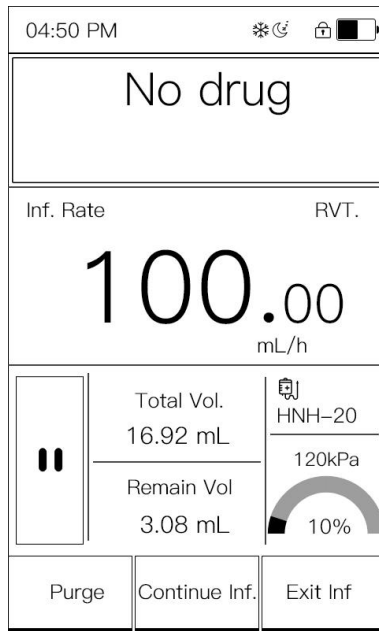 04:50 PM
No drug
Inf. Rate
RVT.
100.00
mL/h
Total Vol.
16.92 mL
Remain Vol
3.08 mL
HNH-20
120kPa
10%
Purge
Continue Inf.
Exit Inf